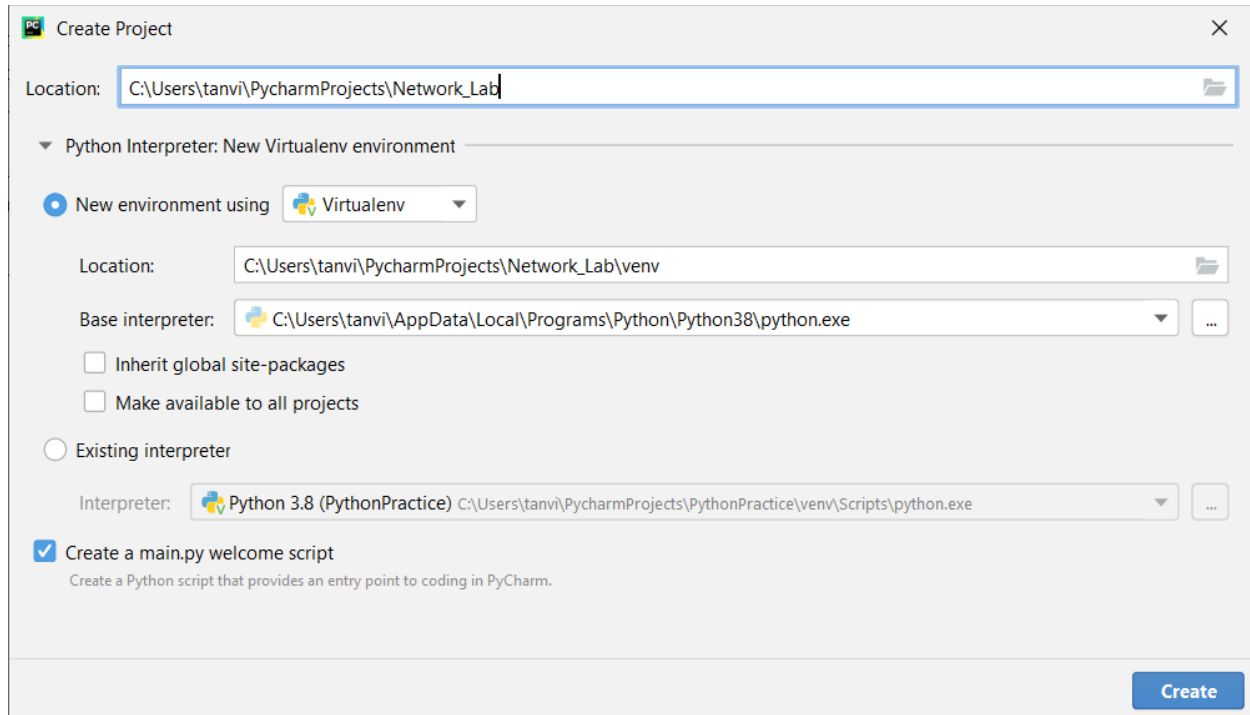 PC Create Project
Location: C:\Users\tanvi\PycharmProjects\Network_Lab
Python Interpreter: New Virtualenv environment
New environment using Virtualenv
Location: C:\Users\tanvi\PycharmProjects\Network_Lab\venv
Base interpreter: C:\Users\tanvi\AppData\Local\Programs\Python\Python38\python.exe ...
Inherit global site-packages
Make available to all projects
Existing interpreter
Interpreter: Python 3.8 (PythonPractice) C:\Users\tanvi\PycharmProjects\PythonPractice\venv\Scripts\python.exe ...
Create a main.py welcome script
Create a Python script that provides an entry point to coding in PyCharm.
Create